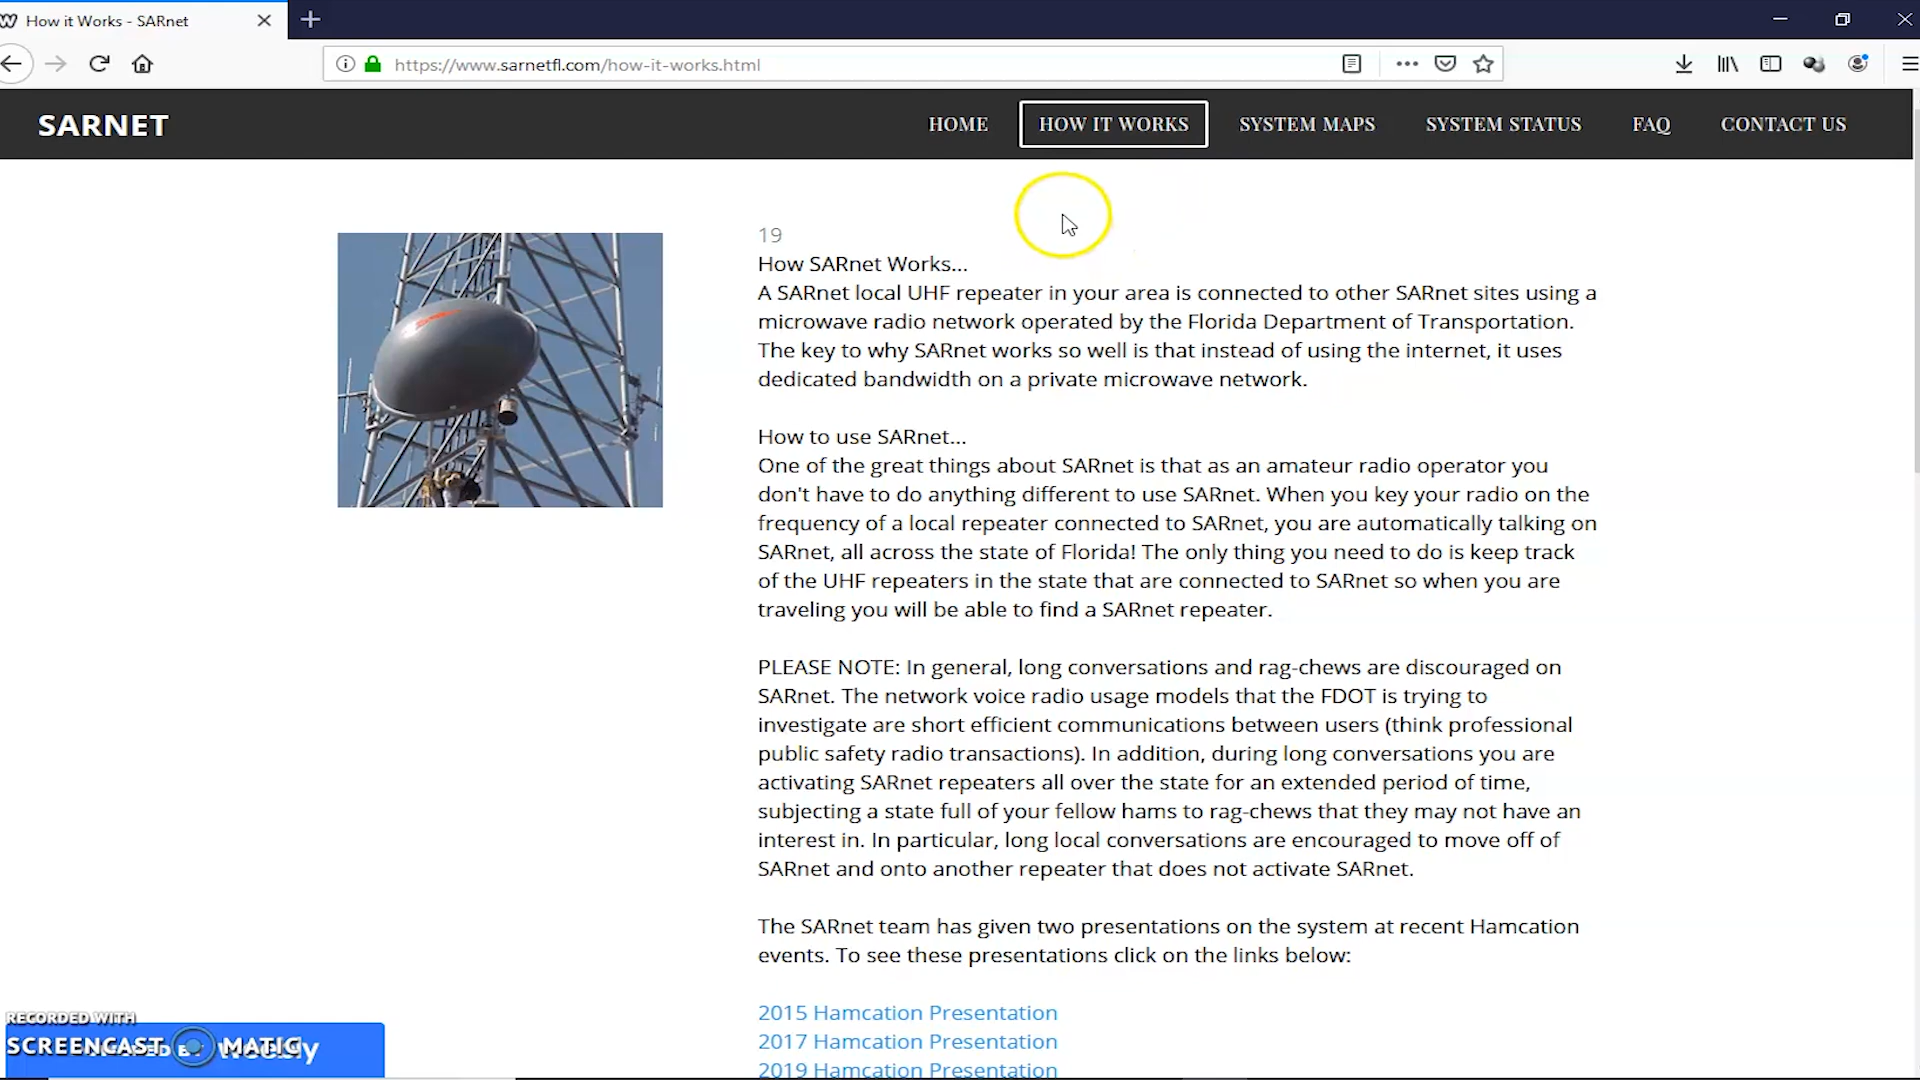 How it Works - SARnet
https://www.sarnetfl.com/how-it-works.html
SARNET
HOME
HOW IT WORKS
SYSTEM MAPS
SYSTEM STATUS
FAQ
CONTACT US
19
How SARnet Works...
A SARnet local UHF repeater in your area is connected to other SARnet sites using a
microwave radio network operated by the Florida Department of Transportation.
The key to why SARnet works so well is that instead of using the internet, it uses
dedicated bandwidth on a private microwave network.
How to use SARnet...
One of the great things about SARnet is that as an amateur radio operator you
don't have to do anything different to use SARnet. When you key your radio on the
frequency of a local repeater connected to SARnet, you are automatically talking on
SARnet, all across the state of Florida! The only thing you need to do is keep track
of the UHF repeaters in the state that are connected to SARnet so when you are
traveling you will be able to find a SARnet repeater.
PLEASE NOTE: In general, long conversations and rag-chews are discouraged on
SARnet. The network voice radio usage models that the FDOT is trying to
investigate are short efficient communications between users (think professional
public safety radio transactions). In addition, during long conversations you are
activating SARnet repeaters all over the state for an extended period of time,
subjecting a state full of your fellow hams to rag-chews that they may not have an
interest in. In particular, long local conversations are encouraged to move off of
SARnet and onto another repeater that does not activate SARnet.
The SARnet team has given two presentations on the system at recent Hamcation
events. To see these presentations click on the links below:
2015 Hamcation Presentation
2017 Hamcation Presentation
2019 Hamcation Presentation
RECORDED WITH
SCREENCAST MATIC
weebly